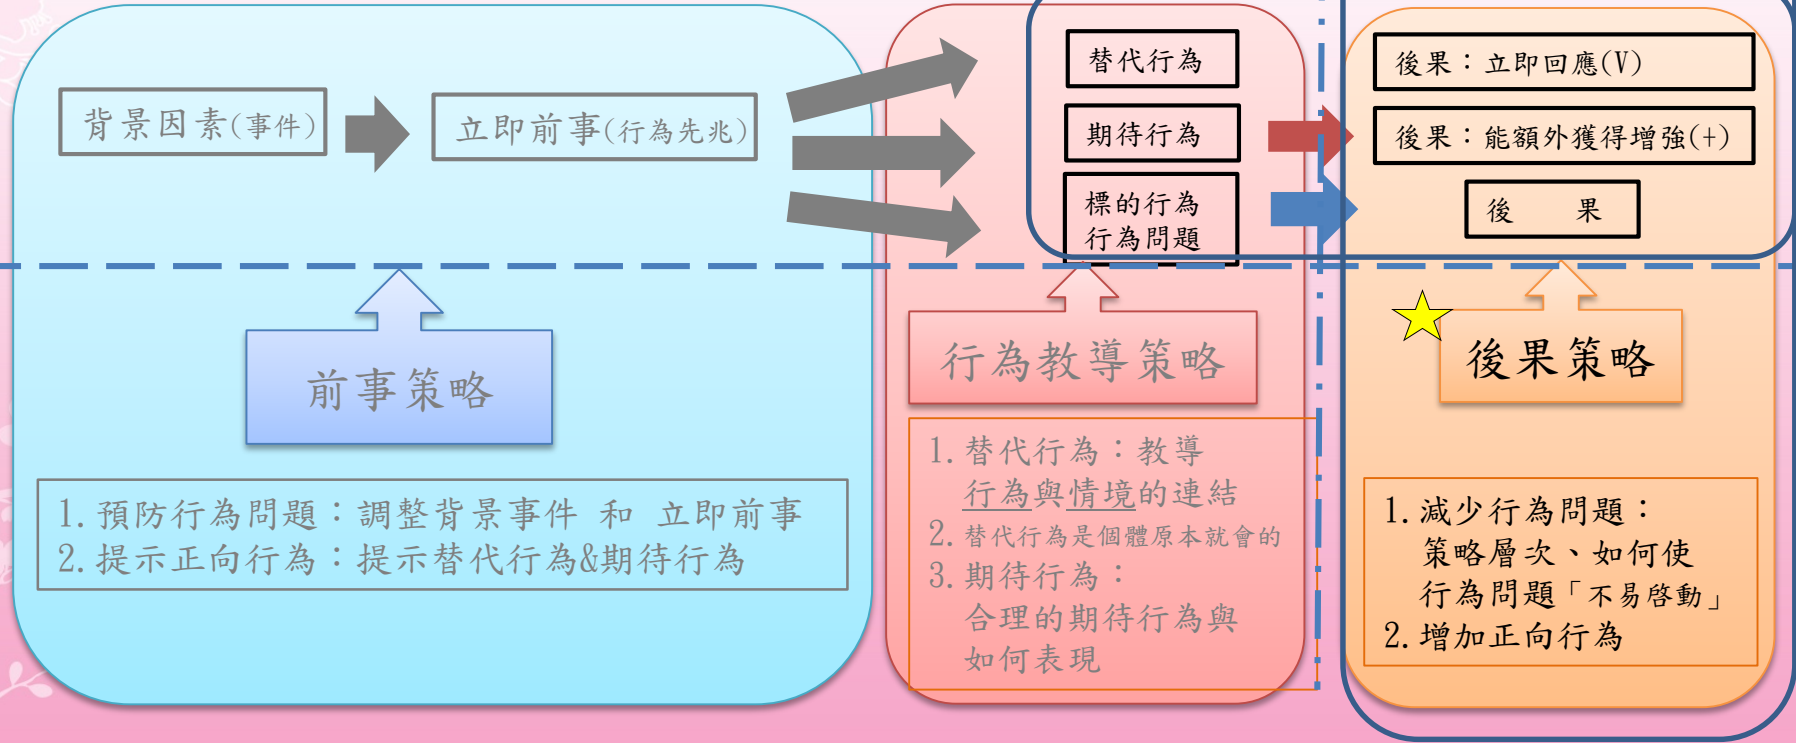 背景因素(事件)
立即前事(行為先兆)
替代行為
期待行為
標的行為
行為問題
後果：立即回應(V)
後果：能額外獲得增強(+)
後　　果
前事策略
1.預防行為問題：調整背景事件 和 立即前事
2.提示正向行為：提示替代行為&期待行為
行為教導策略
1.替代行為：教導
行為與情境的連結
2.替代行為是個體原本就會的
3.期待行為：
合理的期待行為與
如何表現
後果策略
1.減少行為問題：
策略層次、如何使
行為問題「不易啓動」
2.增加正向行為